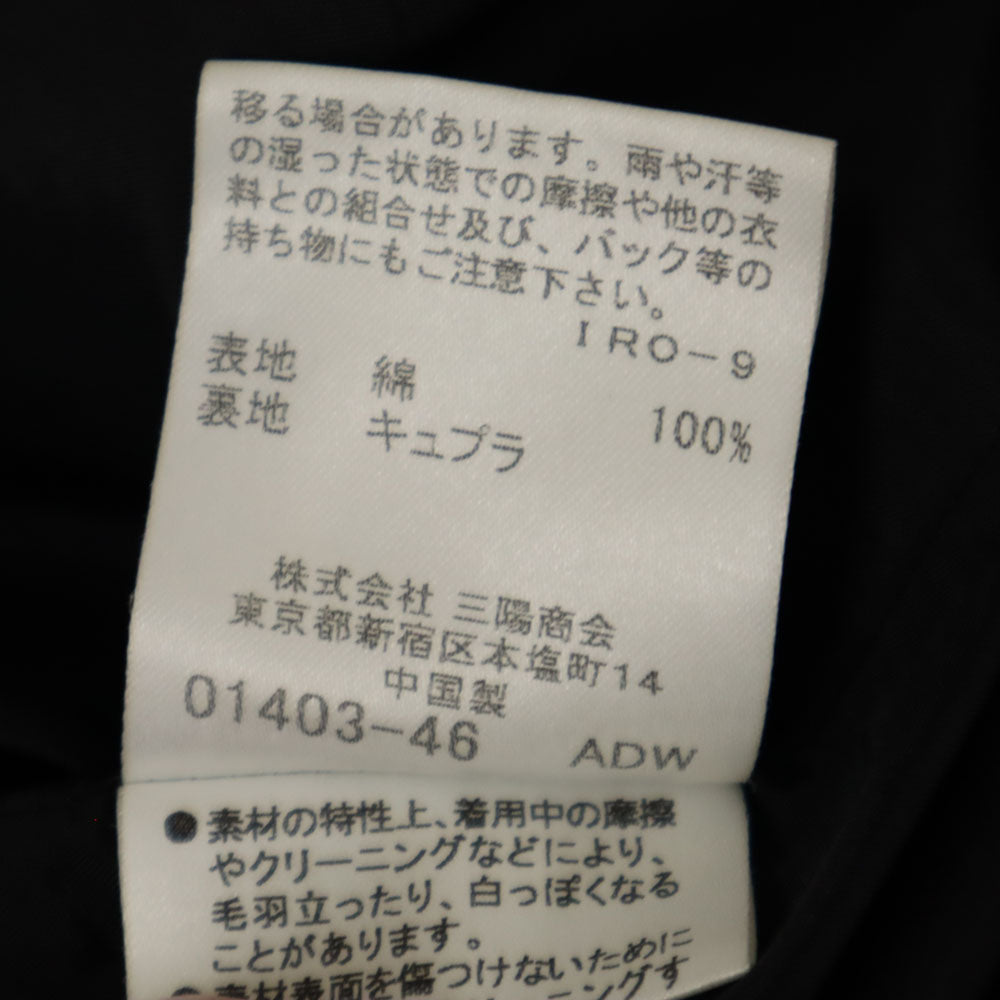 移る場合があります。雨や汗等
の湿った状態での摩擦や他の衣
料との組合せ及び、バック等の
持ち物にもご注意下さい。
IRO-9
表地 綿 100%
裏地 キュプラ
株式会社 三陽商会
東京都新宿区本塩町14
中国製
01403-46 ADW
●素材の特性上、着用中の摩擦
やクリーニングなどにより、
毛羽立ったり、白っぽくなる
ことがあります。
●素材表面を傷つけないために
ーニングす